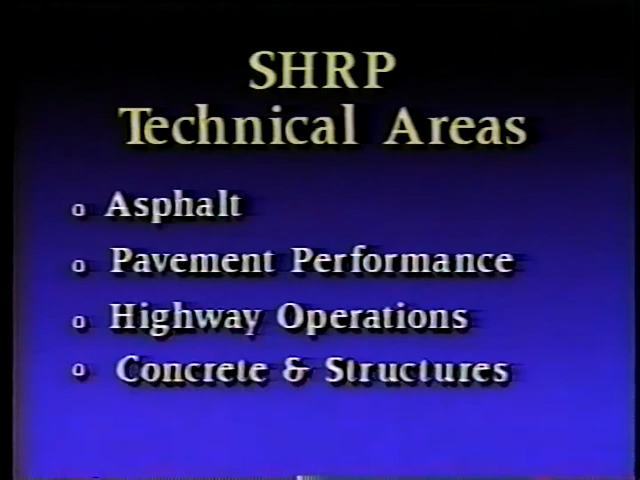 SHRP
Technical Areas
o Asphalt
o Pavement Performance
o Highway Operations
o Concrete & Structures